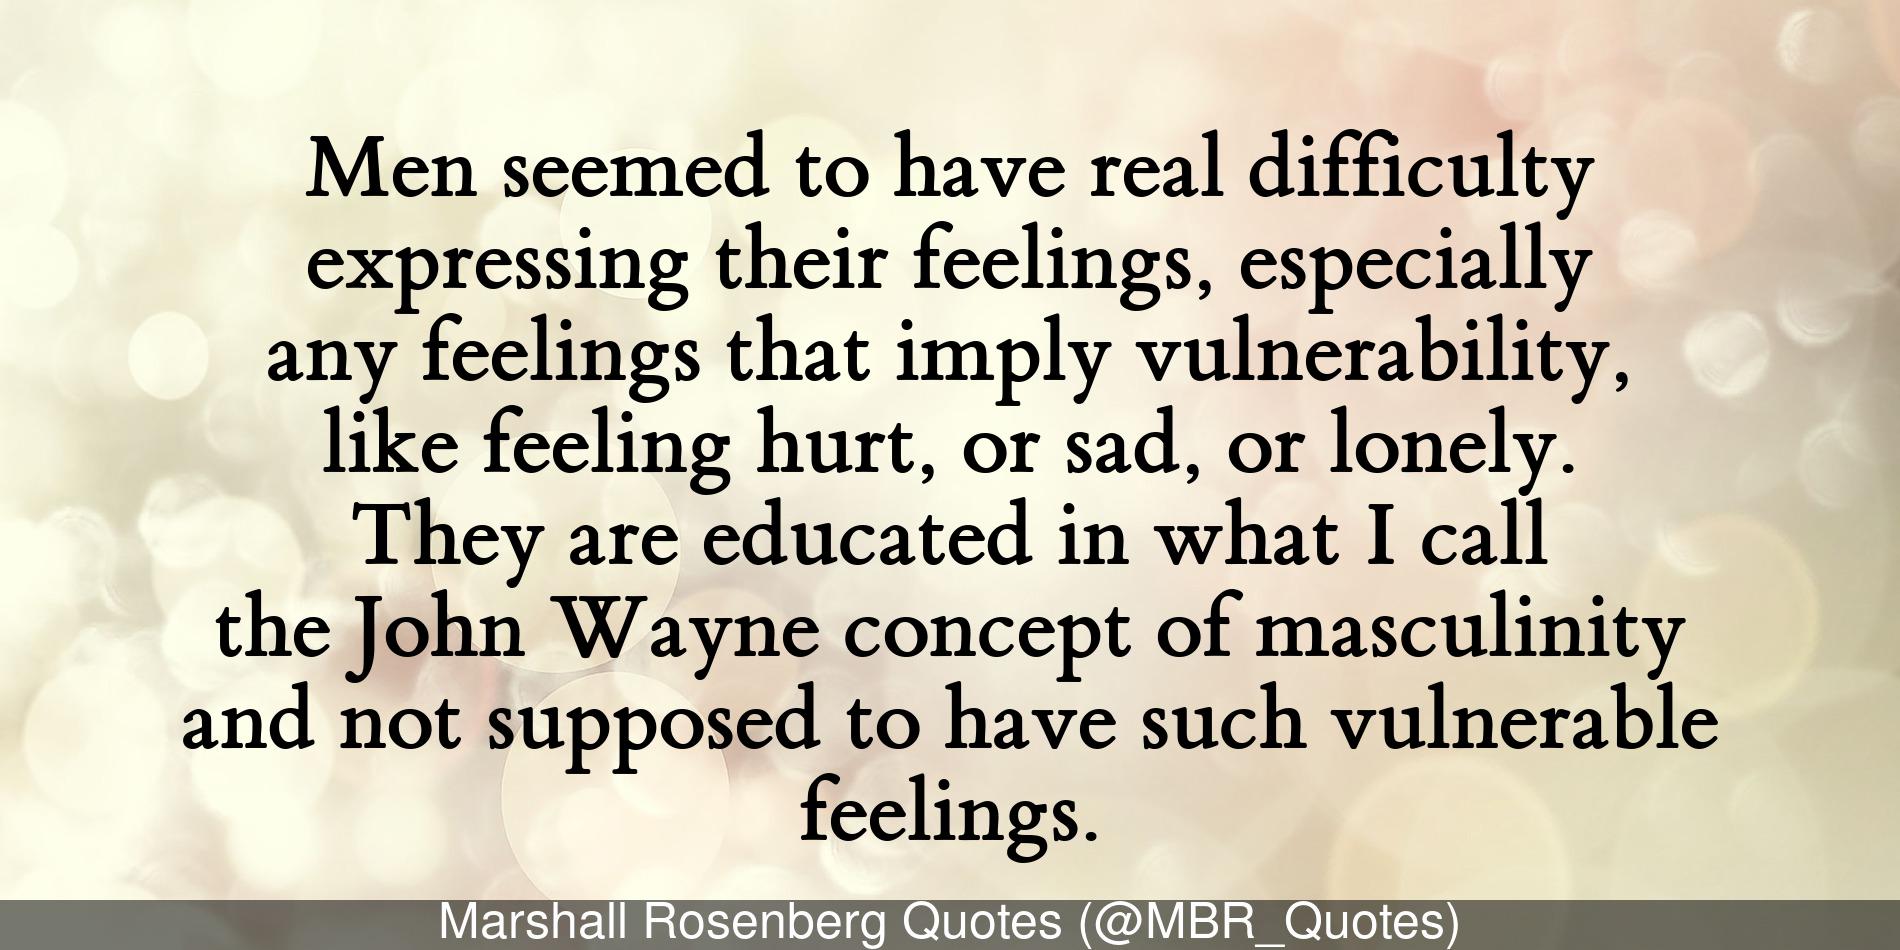 Men seemed to have real difficulty
expressing their feelings, especially
any feelings that imply vulnerability,
like feeling hurt, or sad, or lonely.
They are educated in what I call
the John Wayne concept of masculinity
and not supposed to have such vulnerable
feelings.
Marshall Rosenberg Quotes (@MBR_Quotes)